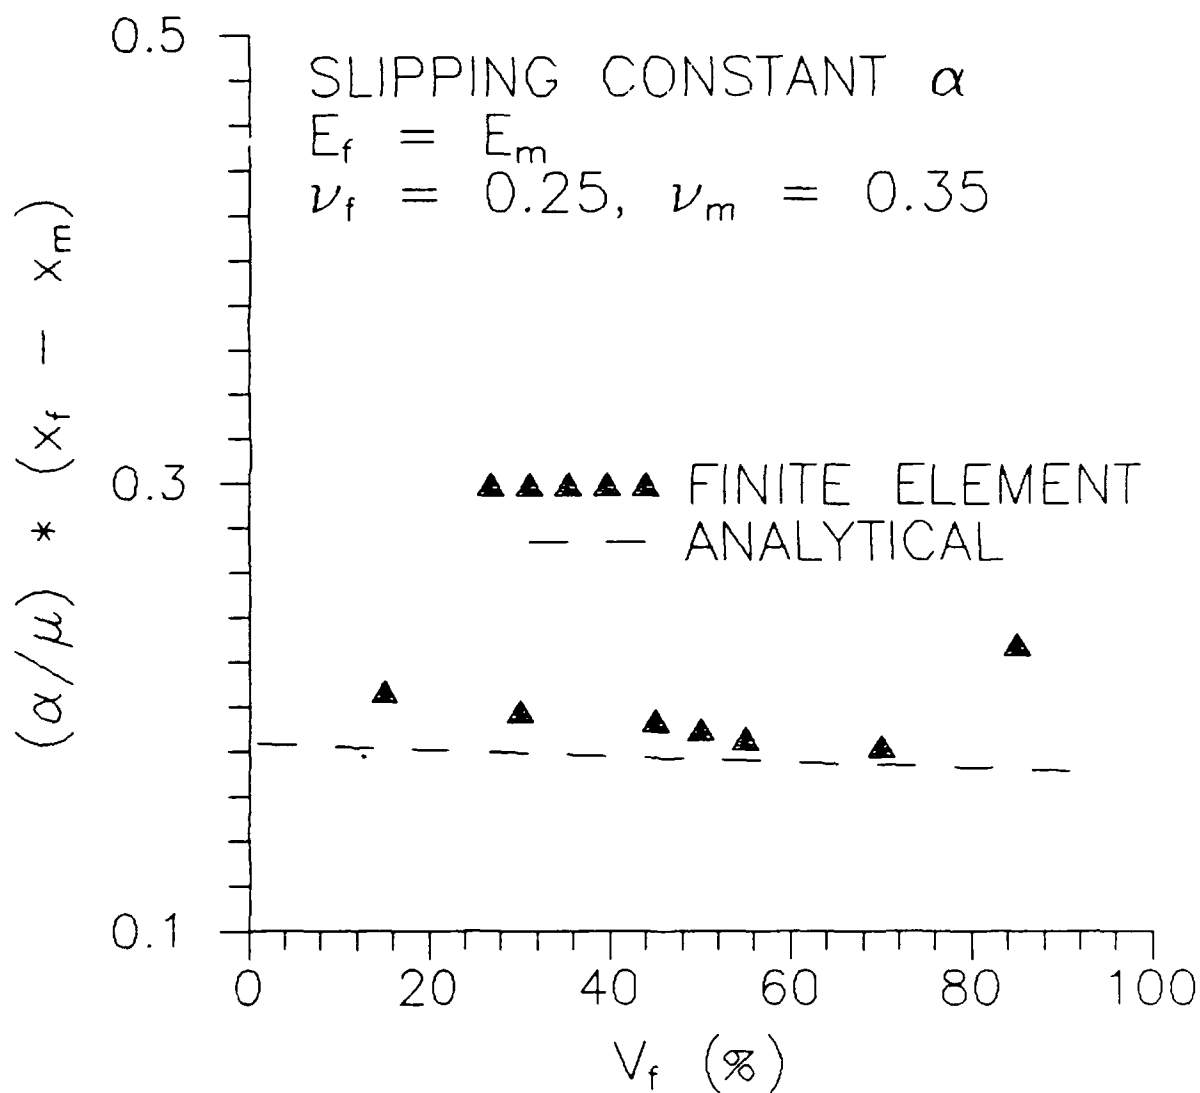 0.5
SLIPPING CONSTANT α
E_f = E_m
ν_f = 0.25, ν_m = 0.35
(α/μ) * (x_f − x_m)
0.3
FINITE ELEMENT
ANALYTICAL
0.1
0 20 40 60 80 100
V_f (%)